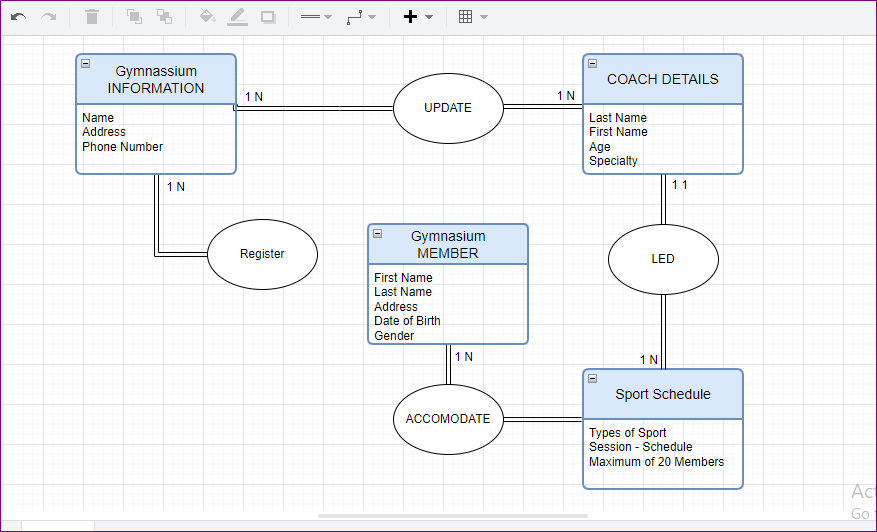 Gymnassium
INFORMATION
Name
Address
Phone Number
1 N
UPDATE
1 N
COACH DETAILS
Last Name
First Name
Age
Specialty
1 N
Register
1 1
LED
Gymnasium
MEMBER
First Name
Last Name
Address
Date of Birth
Gender
1 N
ACCOMODATE
1 N
Sport Schedule
Types of Sport
Session - Schedule
Maximum of 20 Members
Go